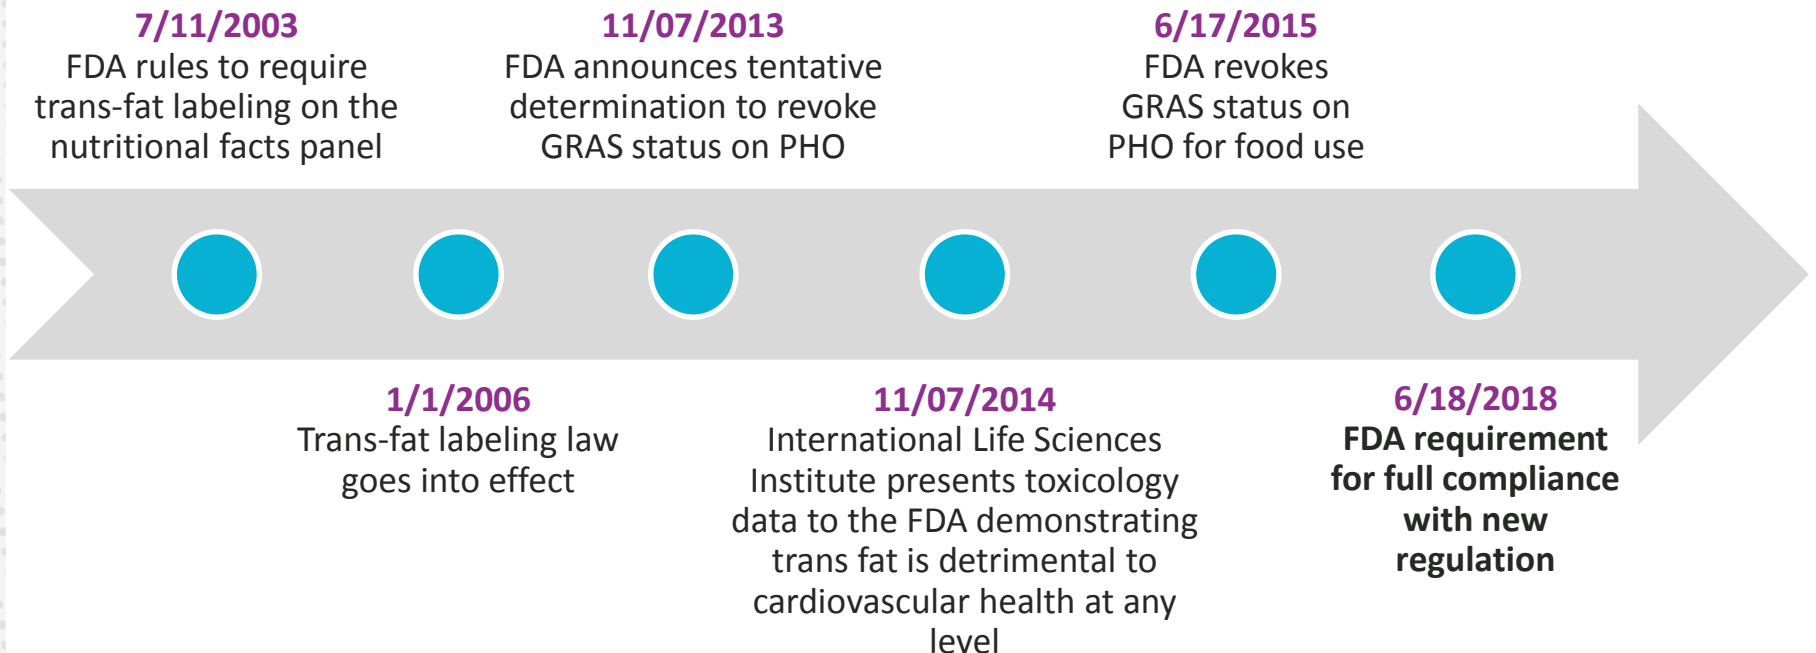 7/11/2003
FDA rules to require
trans-fat labeling on the
nutritional facts panel
1/1/2006
Trans-fat labeling law
goes into effect
11/07/2013
FDA announces tentative
determination to revoke
GRAS status on PHO
11/07/2014
International Life Sciences
Institute presents toxicology
data to the FDA demonstrating
trans fat is detrimental to
cardiovascular health at any
level
6/17/2015
FDA revokes
GRAS status on
PHO for food use
6/18/2018
FDA requirement
for full compliance
with new
regulation